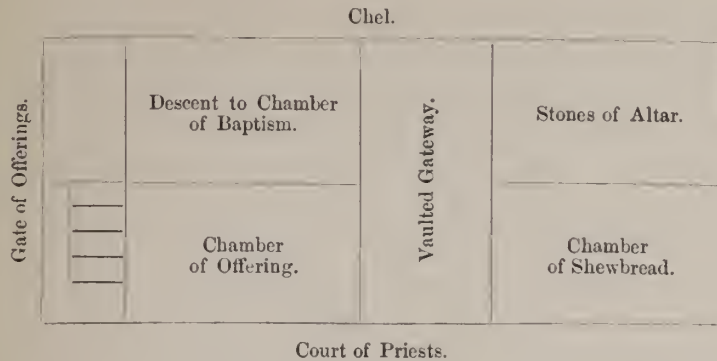 Chel.
Gate of Offerings.
Descent to Chamber
of Baptism.
Vaulted Gateway.
Stones of Altar.
Chamber
of Offering.
Chamber
of Shewbread.
Court of Priests.